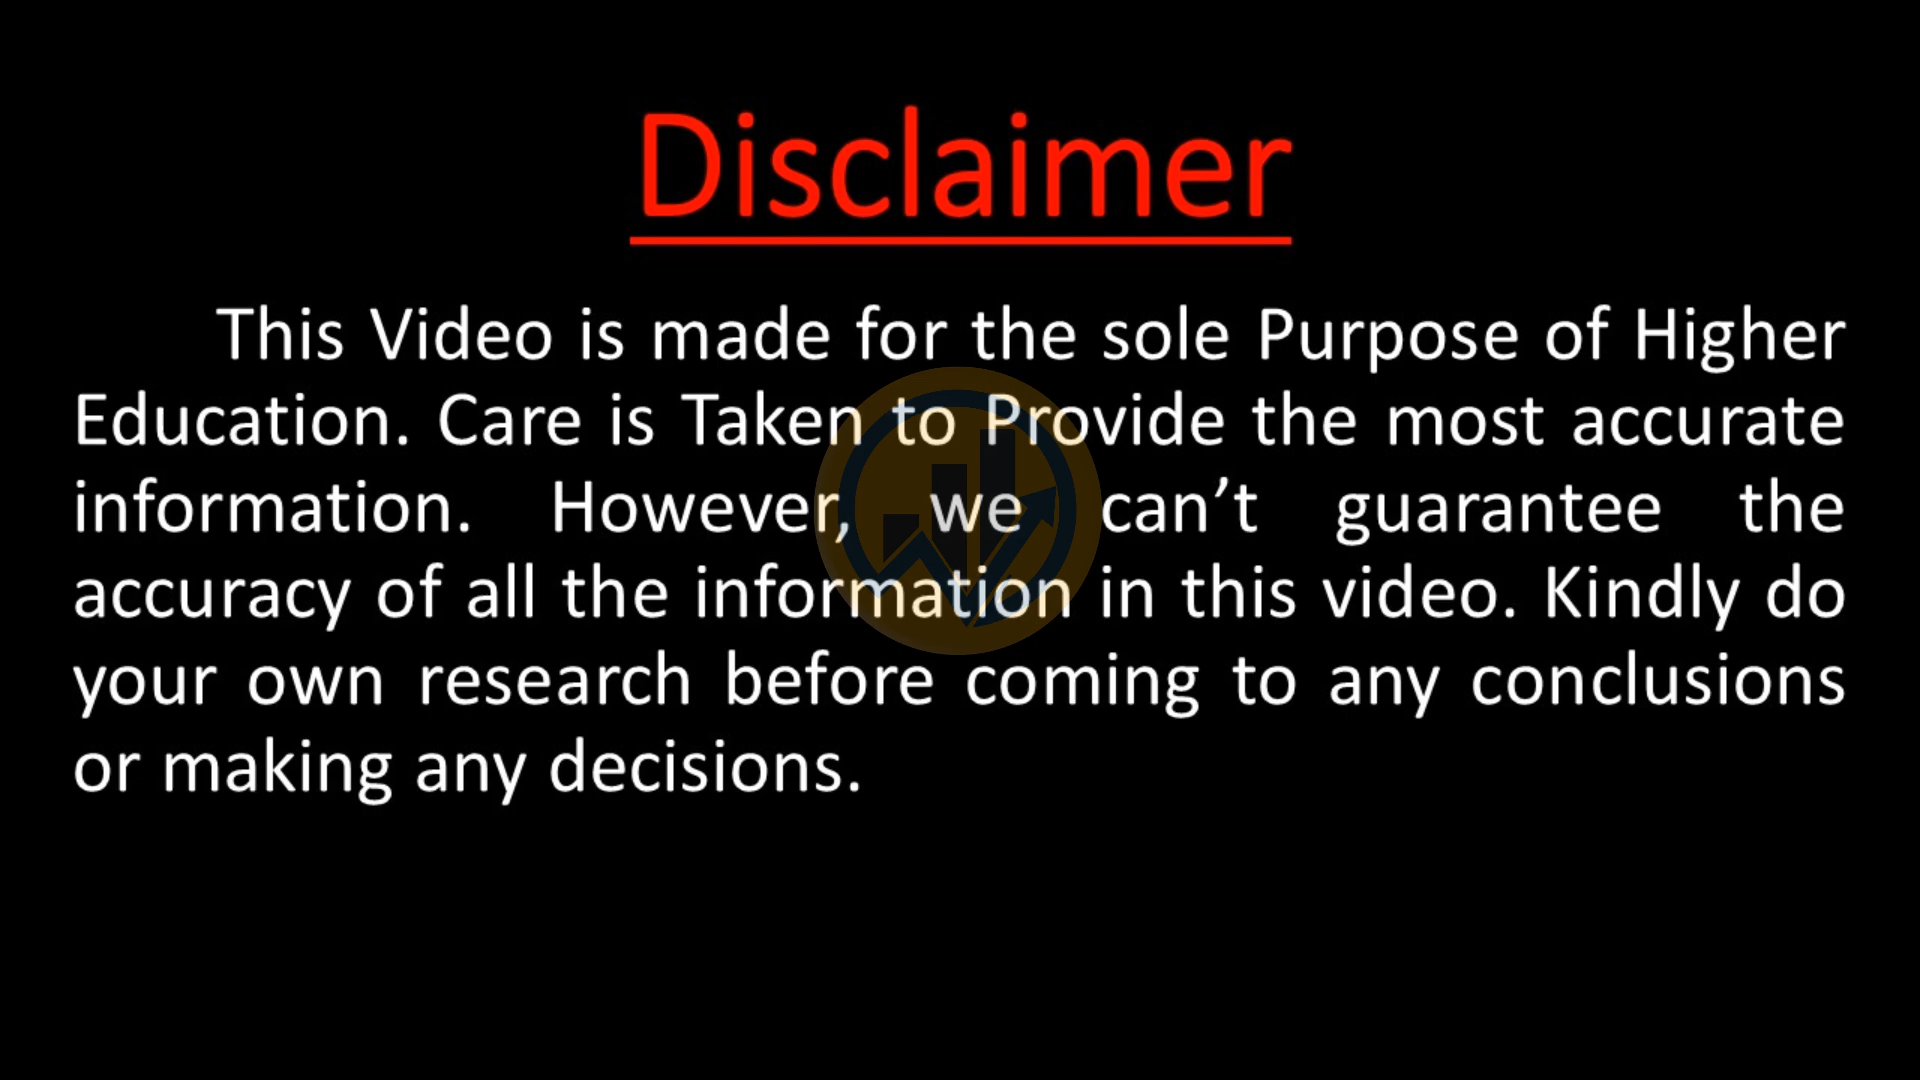 Disclaimer
This Video is made for the sole Purpose of Higher
Education. Care is Taken to Provide the most accurate
information. However, we can’t guarantee the
accuracy of all the information in this video. Kindly do
your own research before coming to any conclusions
or making any decisions.